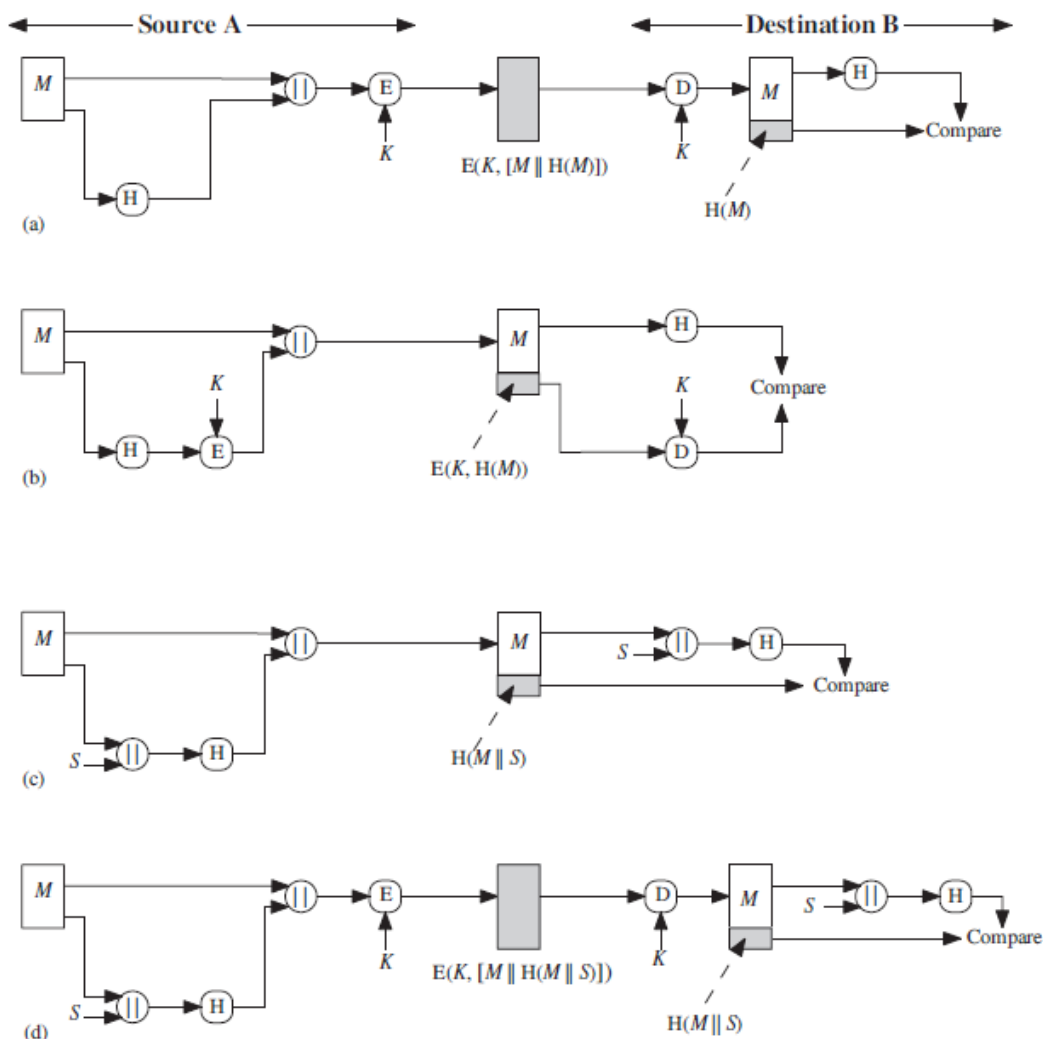 Source A
Destination B
M
||
E
K
H
E(K, [M || H(M)])
D
K
M
H
Compare
H(M)
(a)
M
||
H
E
K
M
E(K, H(M))
H
K
D
Compare
(b)
M
||
S
||
H
M
H(M || S)
S
||
H
Compare
(c)
M
||
S
||
H
E
K
E(K, [M || H(M || S)])
D
K
M
S
||
H
Compare
H(M || S)
(d)